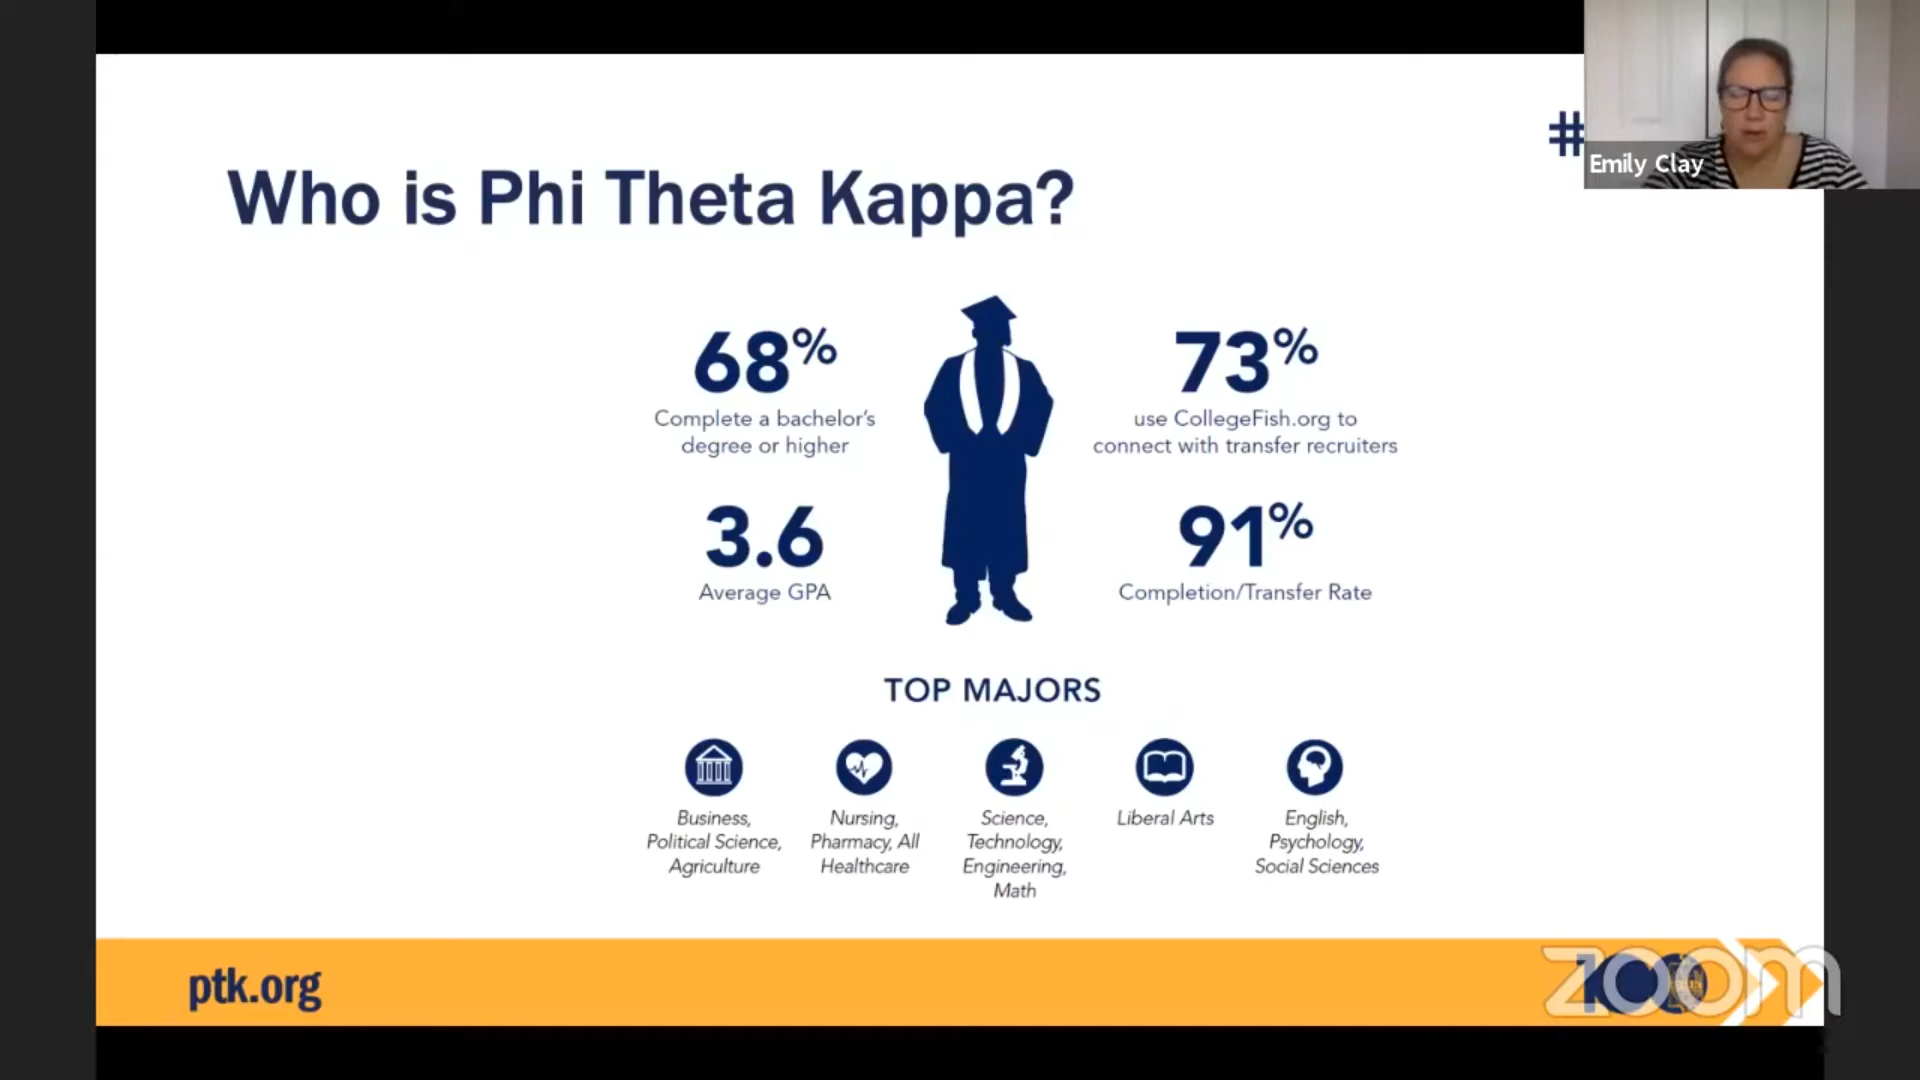 #
Emily Clay
Who is Phi Theta Kappa?
68%
Complete a bachelor's
degree or higher
73%
use CollegeFish.org to
connect with transfer recruiters
3.6
Average GPA
91%
Completion/Transfer Rate
TOP MAJORS
Business,
Political Science,
Agriculture
Nursing,
Pharmacy, All
Healthcare
Science,
Technology,
Engineering,
Math
Liberal Arts
English,
Psychology,
Social Sciences
ptk.org
zoom